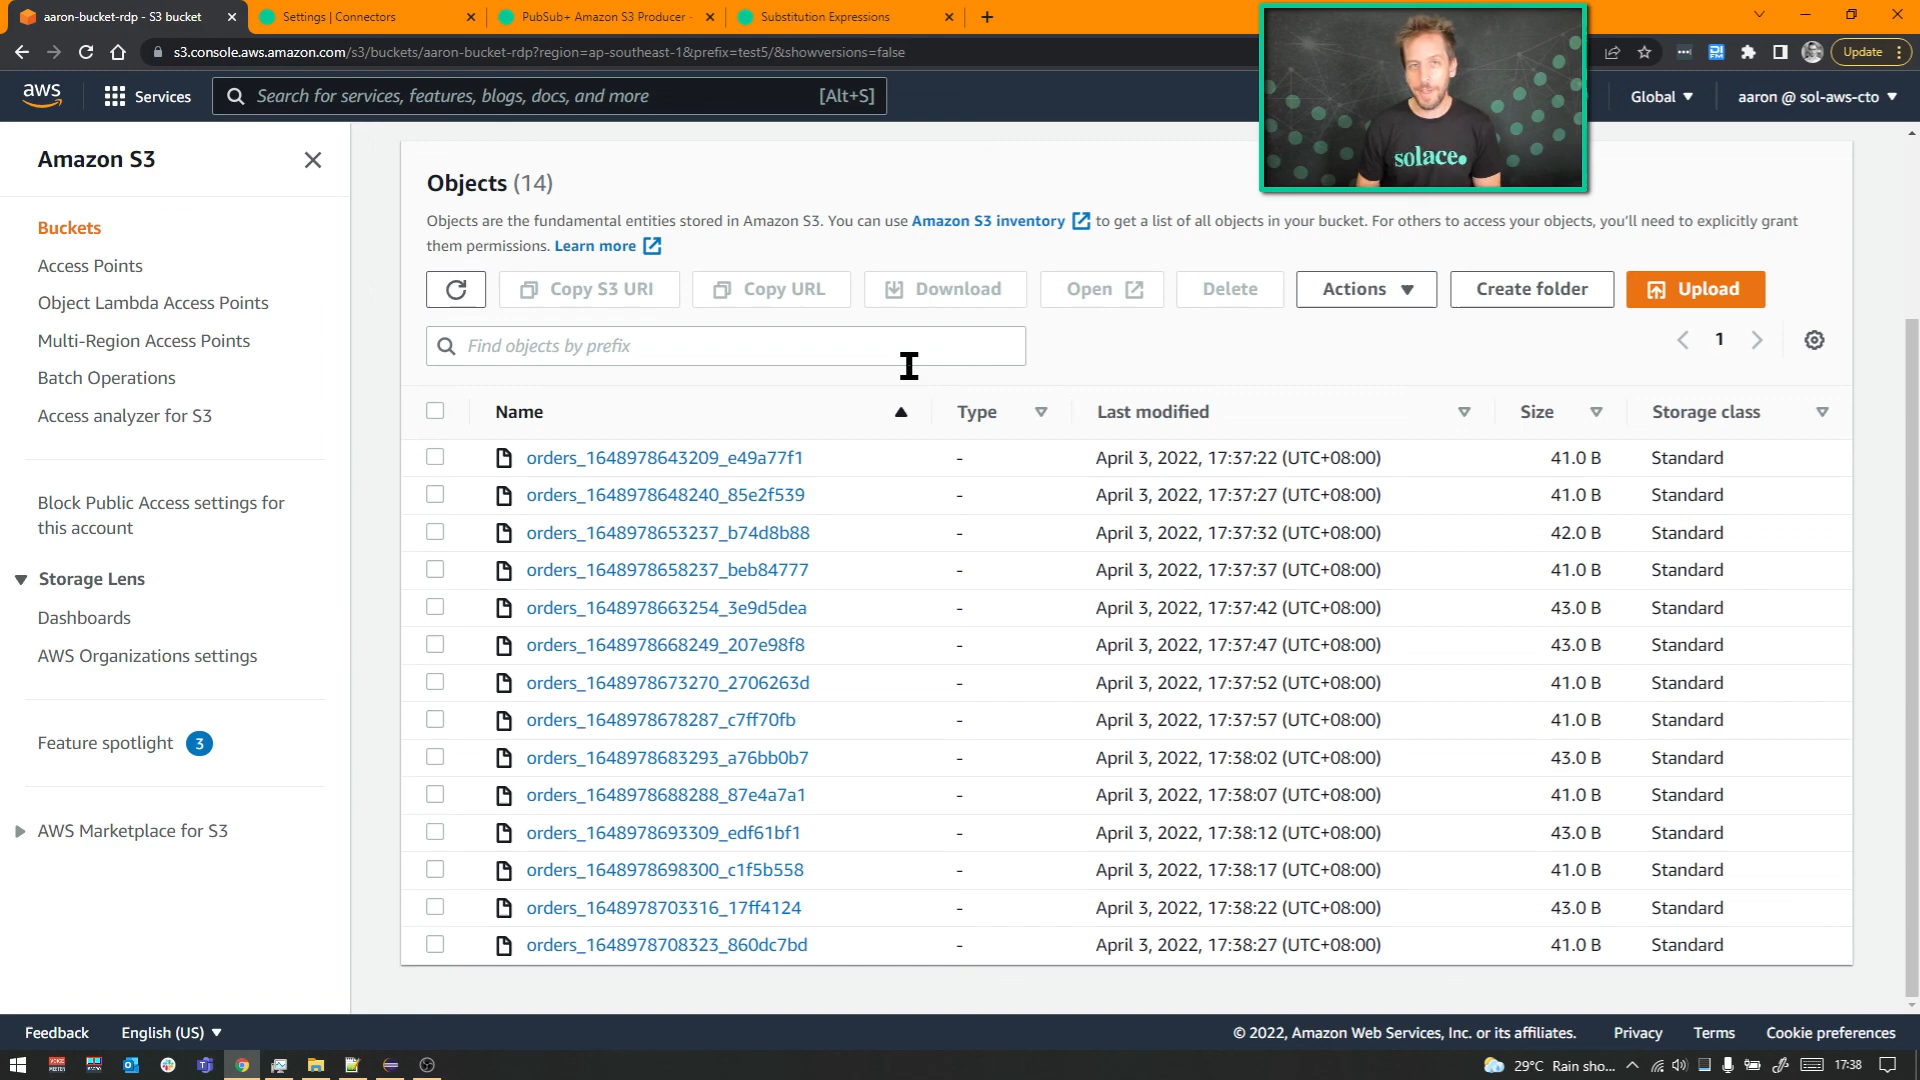 aaron-bucket-rdp - S3 bucket
Settings | Connectors
PubSub+ Amazon S3 Producer -
Substitution Expressions
s3.console.aws.amazon.com/s3/buckets/aaron-bucket-rdp?region=ap-southeast-1&prefix=test5/&showversions=false
Update
aws
Services
Search for services, features, blogs, docs, and more
[Alt+S]
Global
aaron @ sol-aws-cto
solace.
Amazon S3
Buckets
Access Points
Object Lambda Access Points
Multi-Region Access Points
Batch Operations
Access analyzer for S3
Block Public Access settings for
this account
Storage Lens
Dashboards
AWS Organizations settings
Feature spotlight 3
AWS Marketplace for S3
Objects (14)
Objects are the fundamental entities stored in Amazon S3. You can use Amazon S3 inventory to get a list of all objects in your bucket. For others to access your objects, you'll need to explicitly grant
them permissions. Learn more
Copy S3 URI
Copy URL
Download
Open
Delete
Actions
Create folder
Upload
Find objects by prefix
1
Name Type Last modified Size Storage class
orders_1648978643209_e49a77f1 - April 3, 2022, 17:37:22 (UTC+08:00) 41.0 B Standard
orders_1648978648240_85e2f539 - April 3, 2022, 17:37:27 (UTC+08:00) 41.0 B Standard
orders_1648978653237_b74d8b88 - April 3, 2022, 17:37:32 (UTC+08:00) 42.0 B Standard
orders_1648978658237_beb84777 - April 3, 2022, 17:37:37 (UTC+08:00) 41.0 B Standard
orders_1648978663254_3e9d5dea - April 3, 2022, 17:37:42 (UTC+08:00) 43.0 B Standard
orders_1648978668249_207e98f8 - April 3, 2022, 17:37:47 (UTC+08:00) 43.0 B Standard
orders_1648978673270_2706263d - April 3, 2022, 17:37:52 (UTC+08:00) 41.0 B Standard
orders_1648978678287_c7ff70fb - April 3, 2022, 17:37:57 (UTC+08:00) 41.0 B Standard
orders_1648978683293_a76bb0b7 - April 3, 2022, 17:38:02 (UTC+08:00) 43.0 B Standard
orders_1648978688288_87e4a7a1 - April 3, 2022, 17:38:07 (UTC+08:00) 41.0 B Standard
orders_1648978693309_edf61bf1 - April 3, 2022, 17:38:12 (UTC+08:00) 43.0 B Standard
orders_1648978698300_c1f5b558 - April 3, 2022, 17:38:17 (UTC+08:00) 41.0 B Standard
orders_1648978703316_17ff4124 - April 3, 2022, 17:38:22 (UTC+08:00) 43.0 B Standard
orders_1648978708323_860dc7bd - April 3, 2022, 17:38:27 (UTC+08:00) 41.0 B Standard
Feedback
English (US)
© 2022, Amazon Web Services, Inc. or its affiliates.
Privacy
Terms
Cookie preferences
29°C Rain sho...
17:38